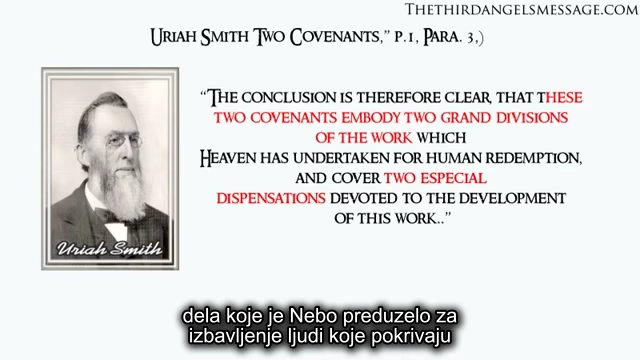 THETHIRDANGELSMESSAGE.COM
URIAH SMITH TWO COVENANTS," P.1, PARA. 3,)
"THE CONCLUSION IS THEREFORE CLEAR, THAT THESE
TWO COVENANTS EMBODY TWO GRAND DIVISIONS
OF THE WORK WHICH
HEAVEN HAS UNDERTAKEN FOR HUMAN REDEMPTION,
AND COVER TWO ESPECIAL
DISPENSATIONS DEVOTED TO THE DEVELOPMENT
OF THIS WORK.."
Uriah Smith
dela koje je Nebo preduzelo za
izbavljenje ljudi koje pokrivaju